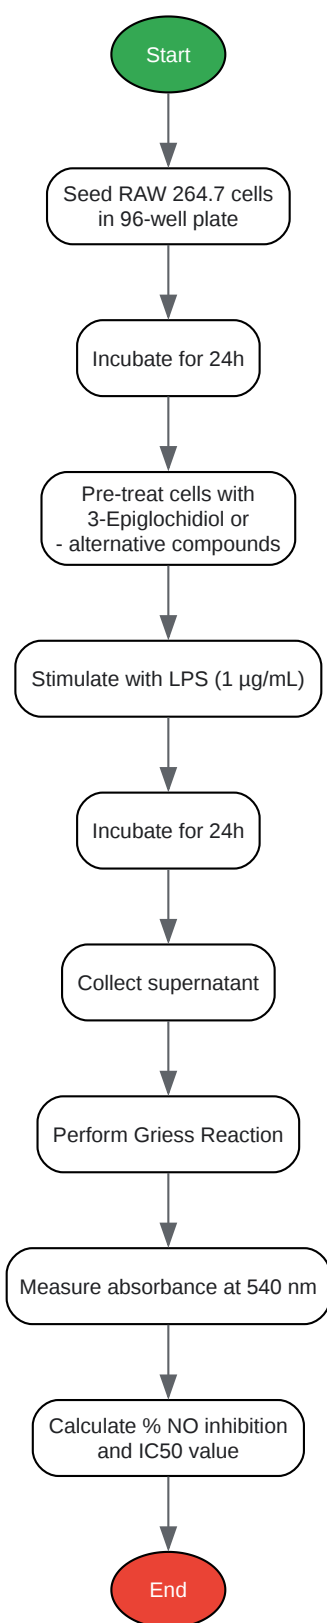 Start
Seed RAW 264.7 cells
in 96-well plate
Incubate for 24h
Pre-treat cells with
3-Epiglochidiol or
- alternative compounds
Stimulate with LPS (1 µg/mL)
Incubate for 24h
Collect supernatant
Perform Griess Reaction
Measure absorbance at 540 nm
Calculate % NO inhibition
and IC50 value
End